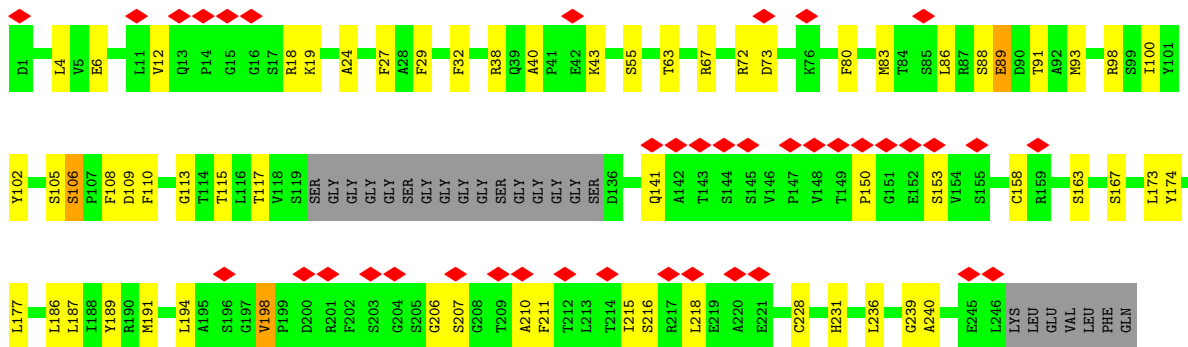 D1 L4 V5 E6 L11 V12 Q13 P14 G15 G16 S17 R18 K19 A24 F27 A28 F29 F32 R38 Q39 A40 P41 E42 K43 S55 T63 R67 R72 D73 K76 F80 M83 T84 S85 L86 R87 S88 E89 D90 T91 A92 M93 R98 S99 I100 Y101
Y102 S105 S106 P107 F108 D109 F110 G113 T114 T115 L116 T117 V118 S119 SER GLY GLY GLY GLY SER GLY GLY GLY GLY SER GLY GLY GLY GLY SER D136 Q141 A142 T143 S144 S145 V146 P147 V148 T149 P150 G151 E152 S153 V154 S155 C158 R159 S163 S167 L173 Y174
L177 L186 L187 I188 Y189 R190 M191 L194 A195 S196 G197 V198 P199 D200 R201 F202 S203 G204 S205 G206 S207 G208 T209 A210 F211 T212 L213 T214 I215 S216 R217 L218 E219 A220 E221 C228 H231 L236 G239 A240 E245 L246 LYS LEU GLU VAL LEU PHE GLN